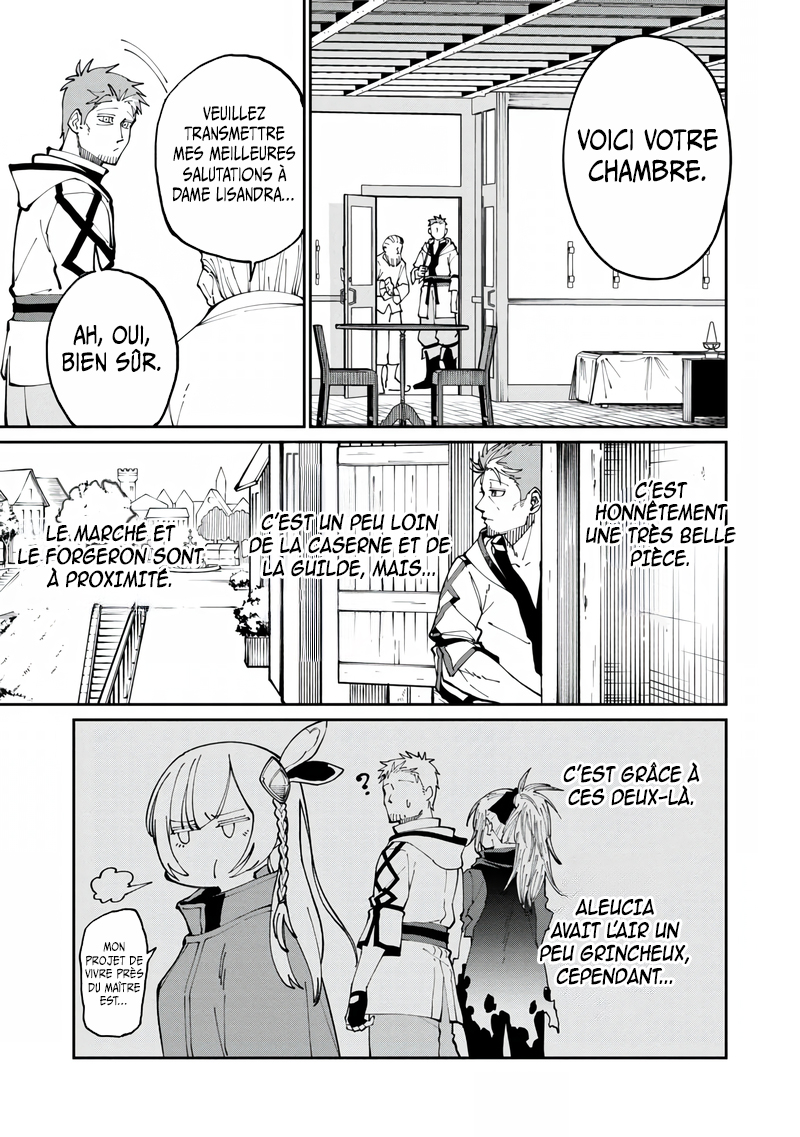 VOICI VOTRE
CHAMBRE.
VEUILLEZ
TRANSMETTRE
MES MEILLEURES
SALUTATIONS À
DAME LISANDRA...
AH, OUI,
BIEN SÛR.
C'EST
HONNÊTEMENT
UNE TRÈS BELLE
PIÈCE.
C'EST UN PEU LOIN
DE LA CASERNE ET DE
LA GUILDE, MAIS...
LE MARCHÉ ET
LE FORGERON SONT
À PROXIMITÉ.
C'EST GRÂCE À
CES DEUX-LÀ.
?
ALEUCIA
AVAIT L'AIR UN
PEU GRINCHEUX,
CEPENDANT...
MON
PROJET DE
VIVRE PRÈS
DU MAÎTRE
EST...